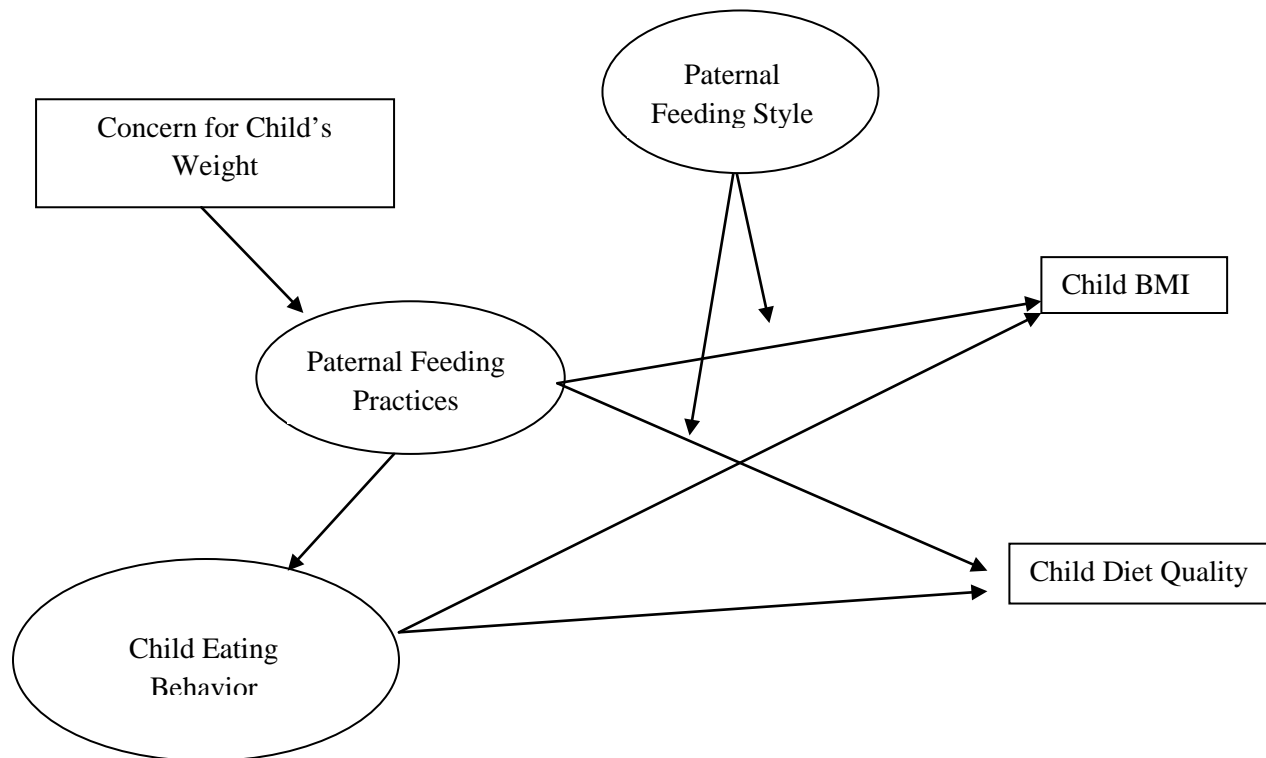 Paternal
Feeding Style
Concern for Child’s
Weight
Child BMI
Paternal Feeding
Practices
Child Diet Quality
Child Eating
Behavior